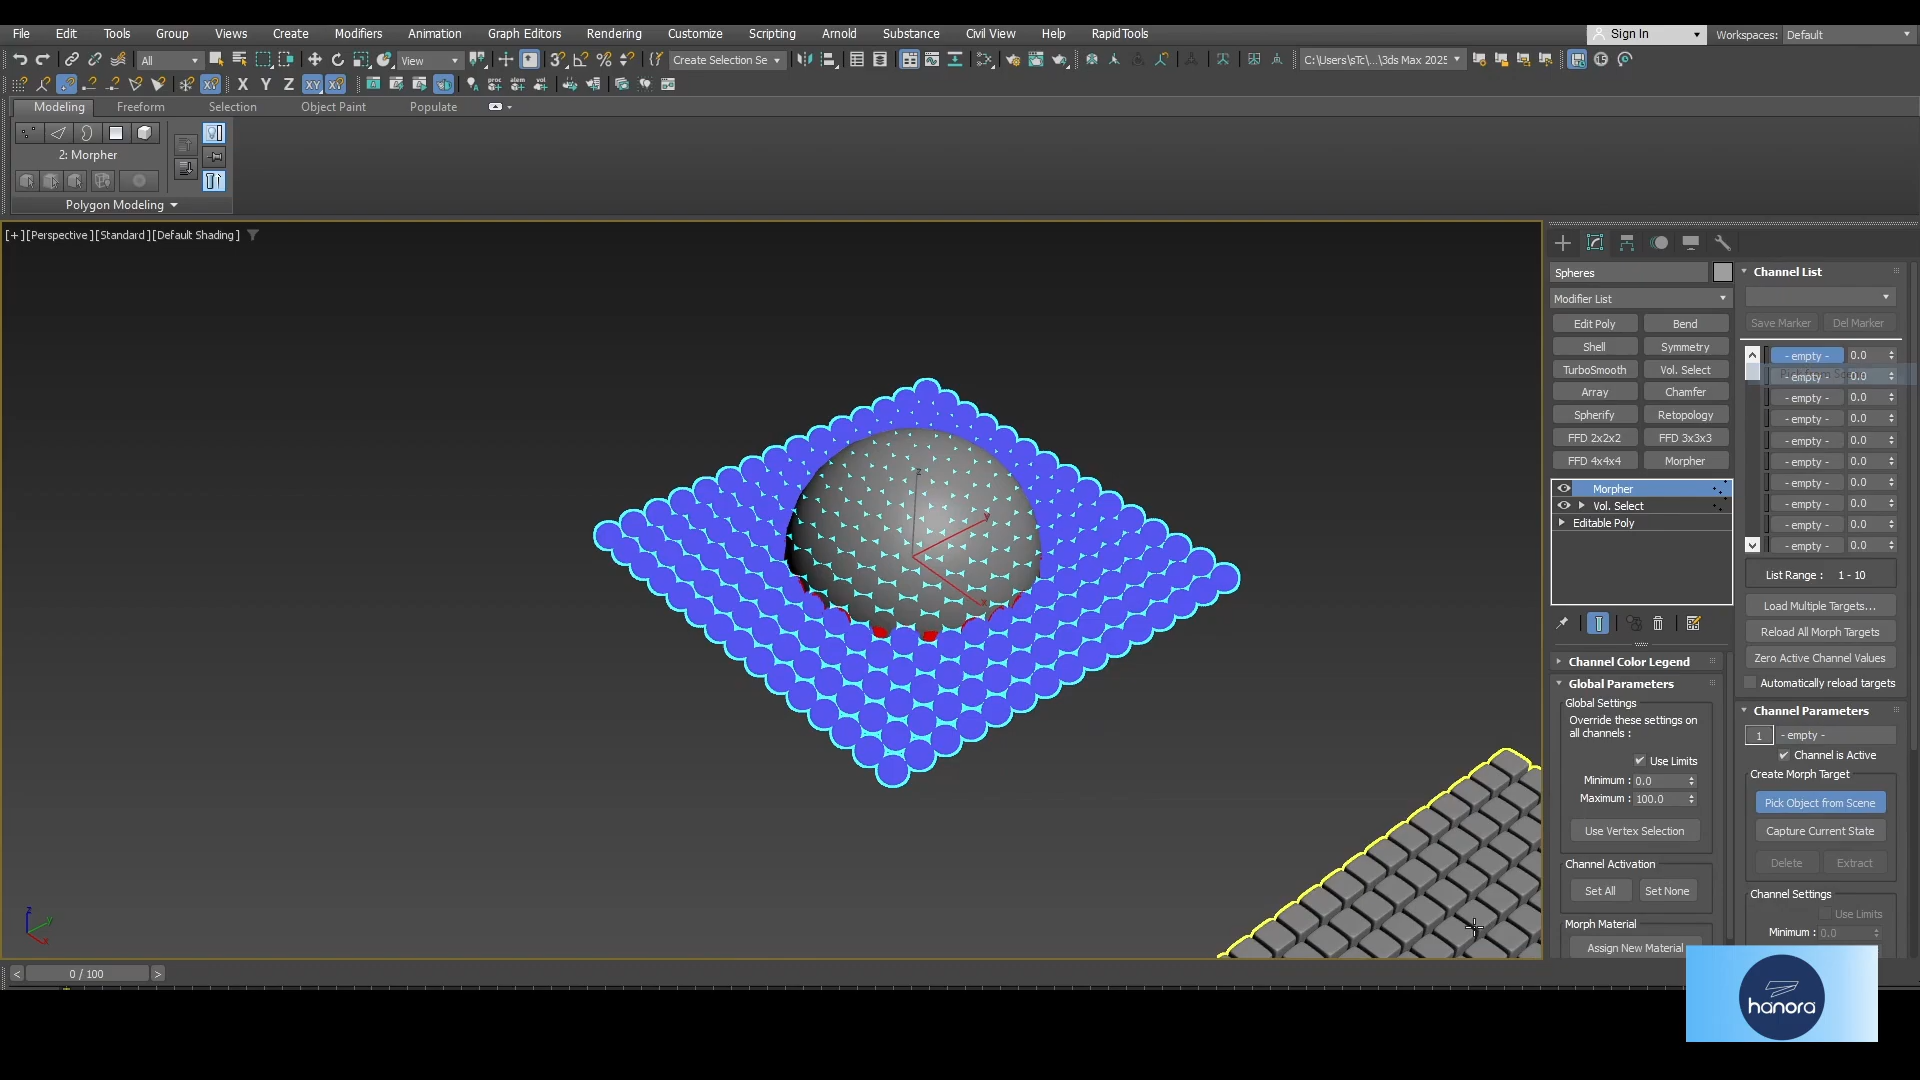 File Edit Tools Group Views Create Modifiers Animation Graph Editors Rendering Customize Scripting Arnold Substance Civil View Help RapidTools
Sign In Workspaces: Default
All View Create Selection Se C:\Users\sTc\...\3ds Max 2025
X Y Z XY
Modeling Freeform Selection Object Paint Populate
2: Morpher
Polygon Modeling
[+] [Perspective] [Standard] [Default Shading]
Spheres
Modifier List
Edit Poly Bend
Shell Symmetry
TurboSmooth Vol. Select
Array Chamfer
Spherify Retopology
FFD 2x2x2 FFD 3x3x3
FFD 4x4x4 Morpher
Morpher
Vol. Select
Editable Poly
Channel Color Legend
Global Parameters
Global Settings
Override these settings on
all channels :
Use Limits
Minimum : 0.0
Maximum : 100.0
Use Vertex Selection
Channel Activation
Set All Set None
Morph Material
Assign New Material
Channel List
Save Marker Del Marker
- empty - 0.0
- empty - 0.0
- empty - 0.0
- empty - 0.0
- empty - 0.0
- empty - 0.0
- empty - 0.0
- empty - 0.0
- empty - 0.0
- empty - 0.0
List Range : 1 - 10
Load Multiple Targets...
Reload All Morph Targets
Zero Active Channel Values
Automatically reload targets
Channel Parameters
1 - empty -
Channel is Active
Create Morph Target
Pick Object from Scene
Capture Current State
Delete Extract
Channel Settings
Use Limits
Minimum : 0.0
z
y
z y x
< 0 / 100 >
hanora